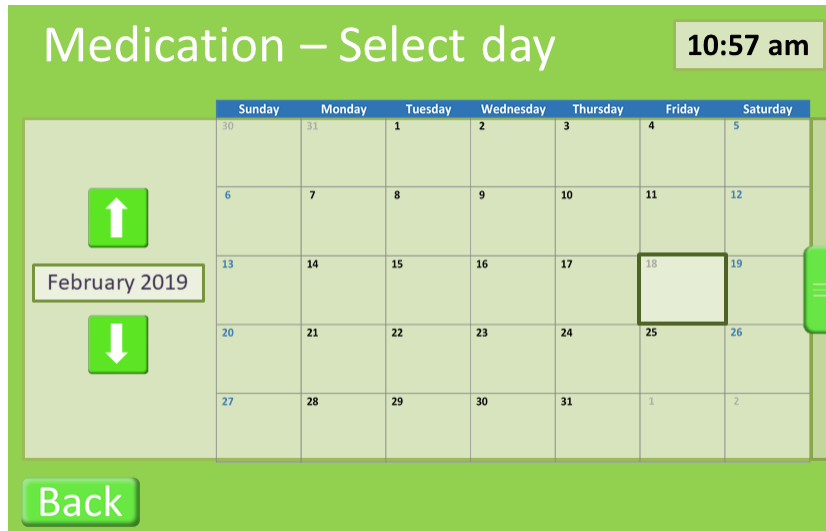 Medication – Select day
10:57 am
Sunday Monday Tuesday Wednesday Thursday Friday Saturday
30 31 1 2 3 4 5
6 7 8 9 10 11 12
February 2019
13 14 15 16 17 18 19
20 21 22 23 24 25 26
27 28 29 30 31 1 2
Back